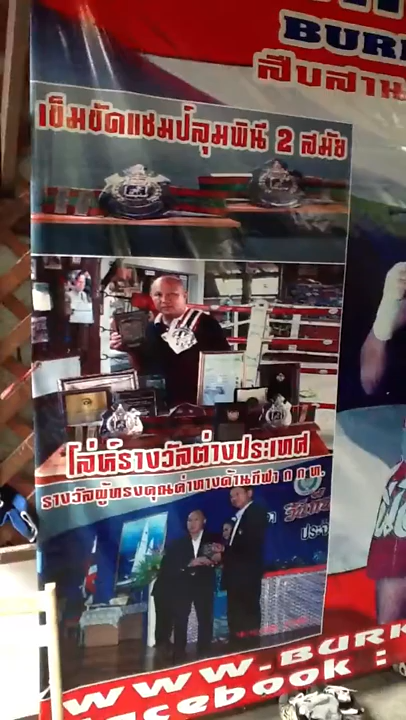 BURK
สืบสาน
เข็มขัดแชมป์ลุมพินี 2 สมัย
โล่ห์รางวัลต่างประเทศ
รางวัลผู้ทรงคุณค่าทางด้านกีฬา ก.ก.ท.
WWW.BURK
facebook :